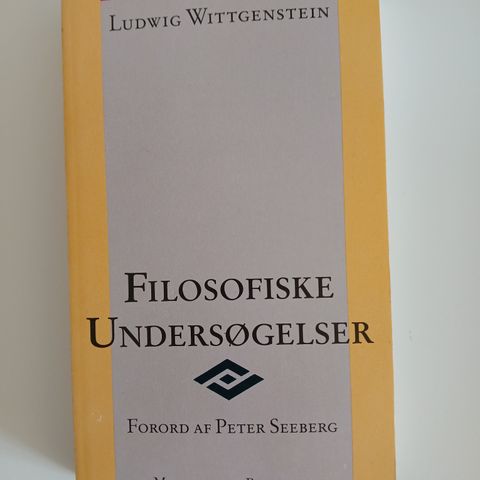 LUDWIG WITTGENSTEIN
FILOSOFISKE
UNDERSØGELSER
FORORD AF PETER SEEBERG